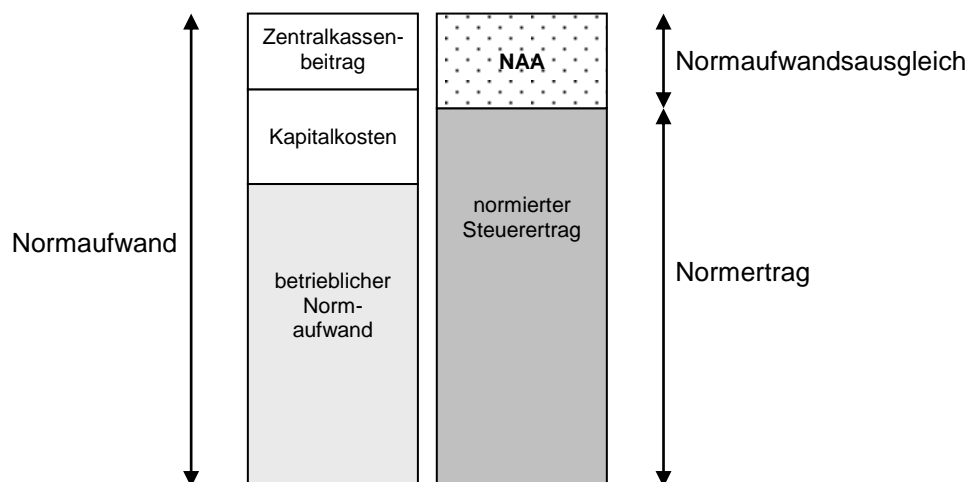 Zentralkassen-
beitrag
NAA
Normaufwandsausgleich
Kapitalkosten
normierter
Steuerertrag
Normaufwand
Normertrag
betrieblicher
Norm-
aufwand